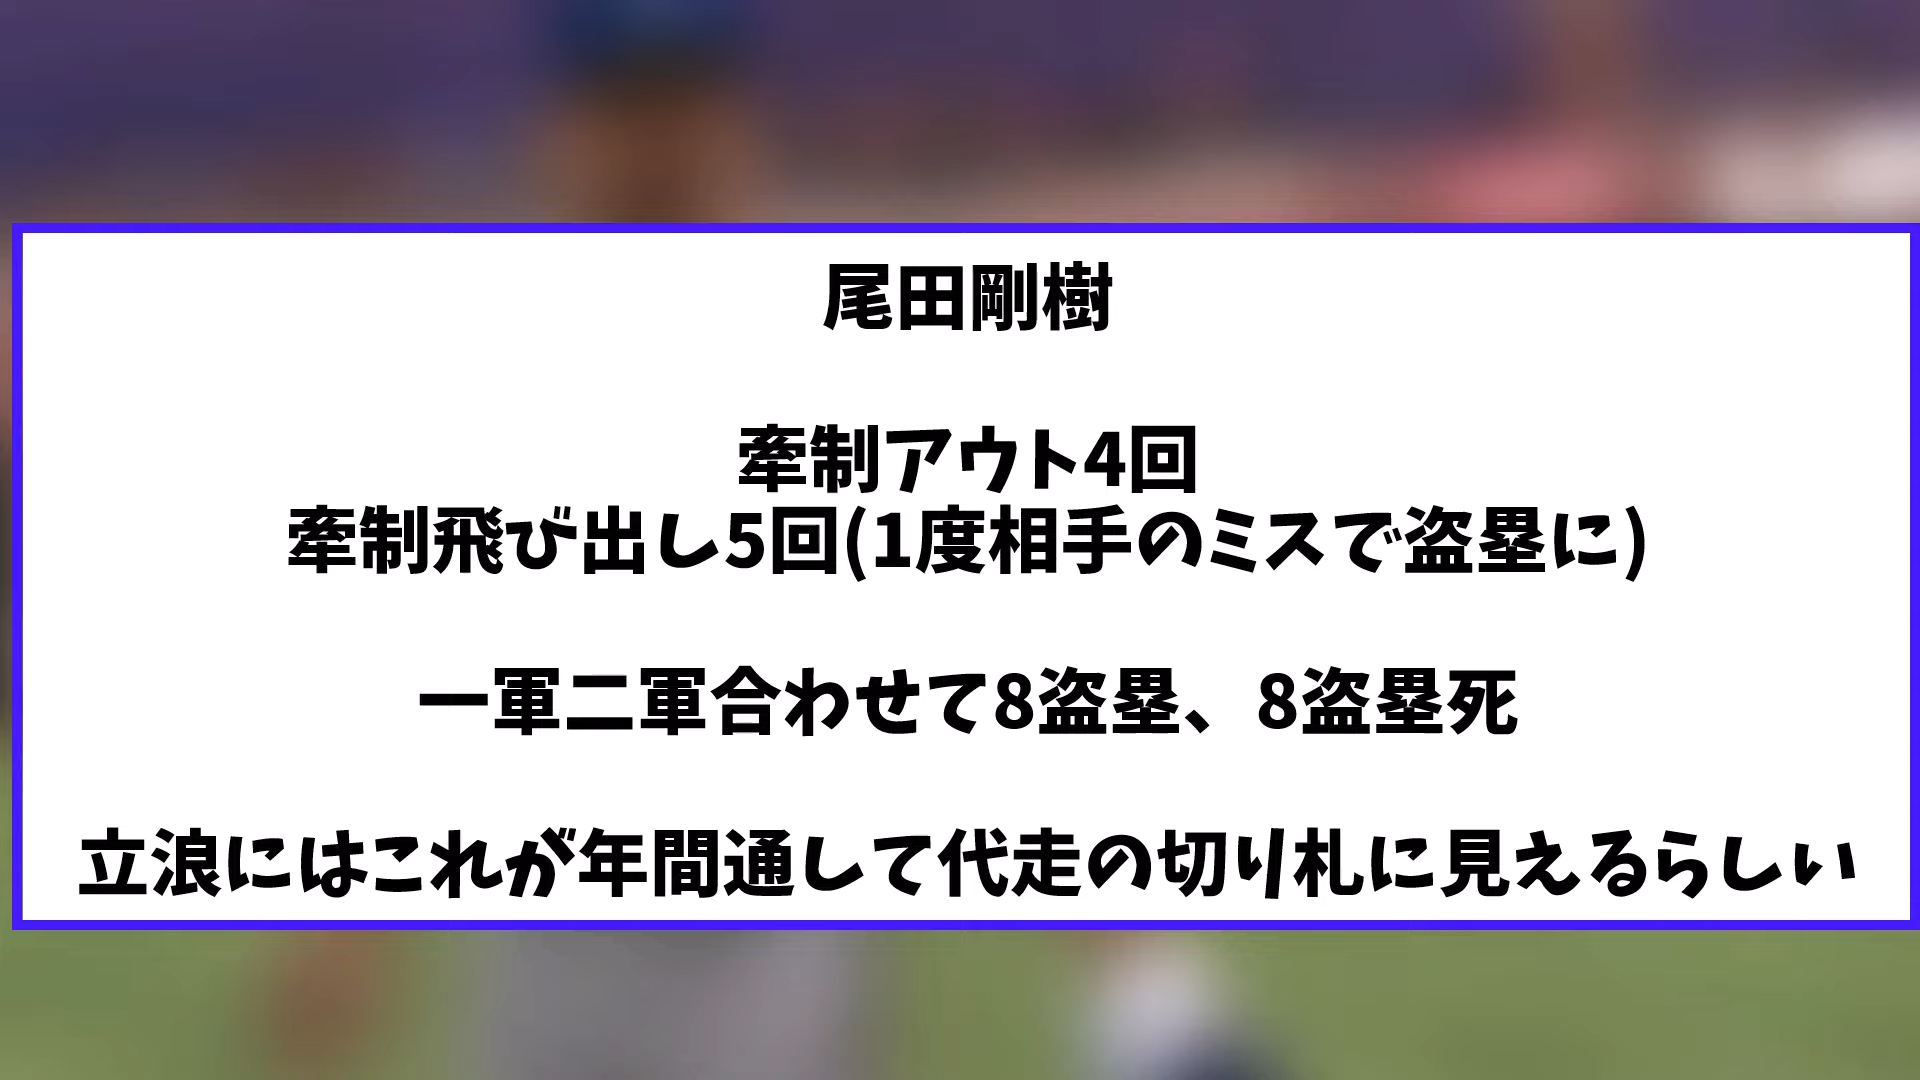 尾田剛樹
牽制アウト4回
牽制飛び出し5回(1度相手のミスで盗塁に)
一軍二軍合わせて8盗塁、8盗塁死
立浪にはこれが年間通して代走の切り札に見えるらしい